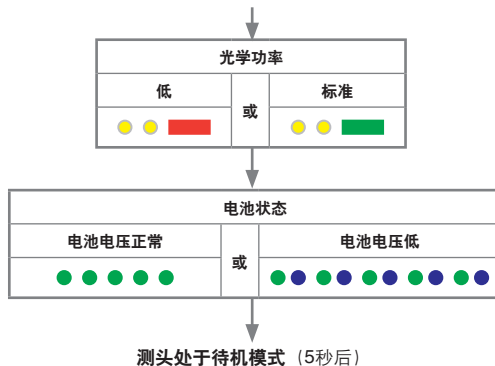 光学功率
低
或
标准
电池状态
电池电压正常
或
电池电压低
测头处于待机模式（5秒后）